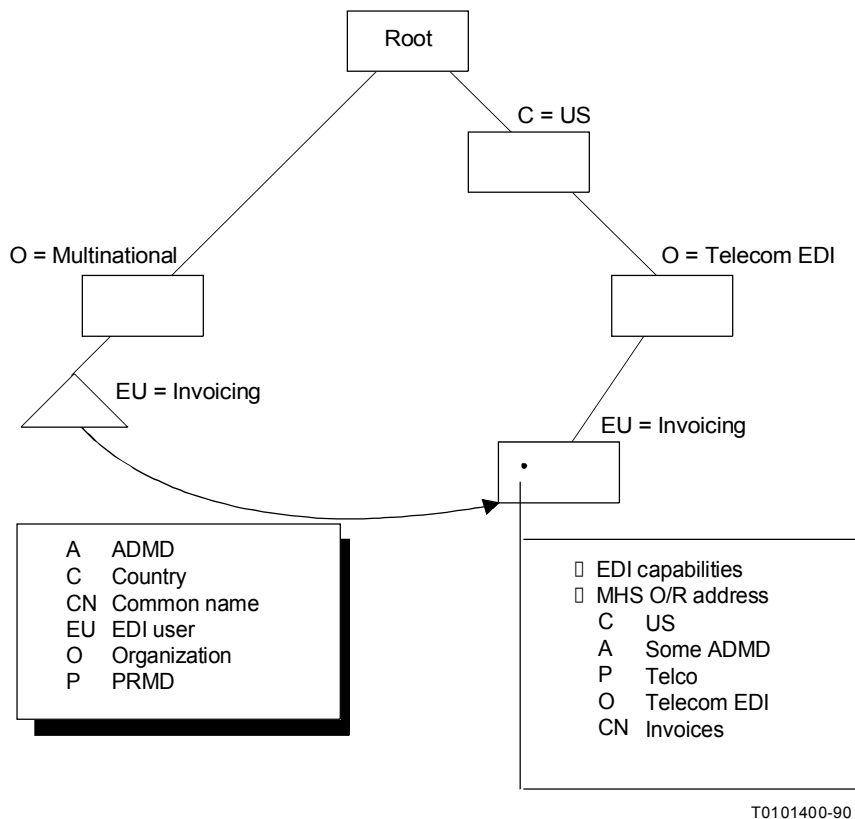 Root
C = US
O = Multinational
O = Telecom EDI
EU = Invoicing
EU = Invoicing
A ADMD
C Country
CN Common name
EU EDI user
O Organization
P PRMD
▯ EDI capabilities
▯ MHS O/R address
C US
A Some ADMD
P Telco
O Telecom EDI
CN Invoices
T0101400-90